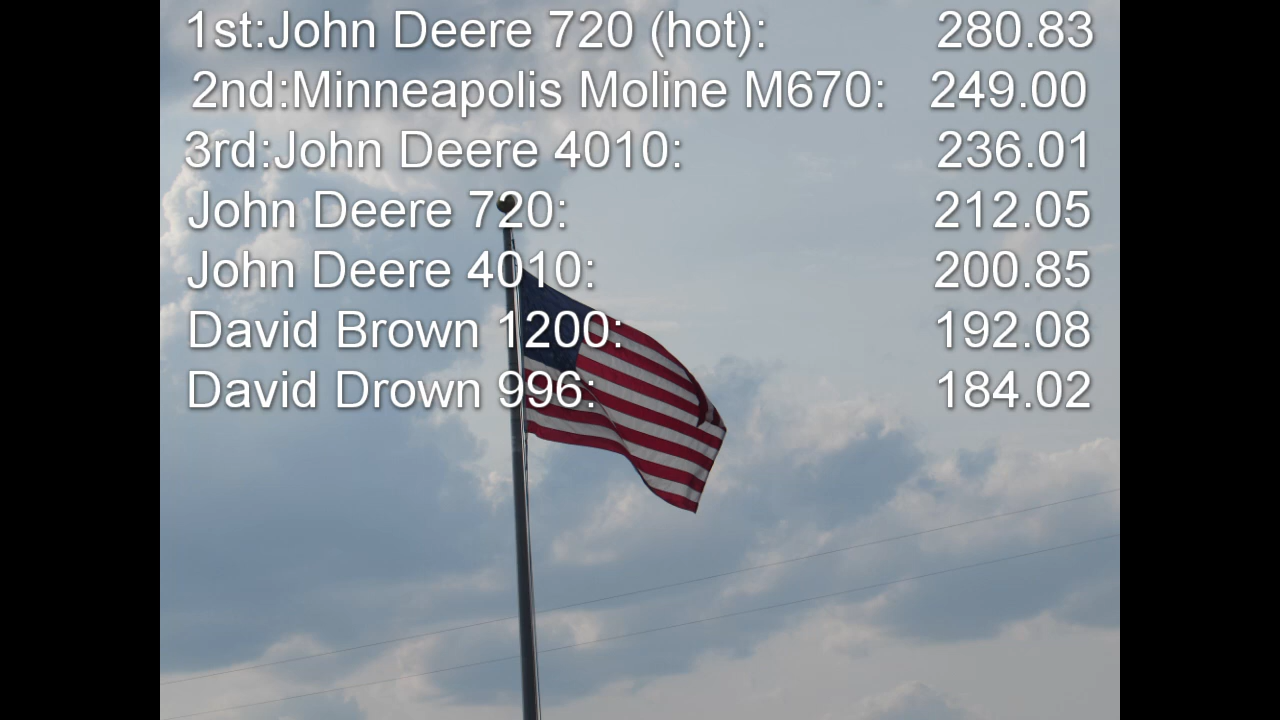 1st:John Deere 720 (hot): 280.83
2nd:Minneapolis Moline M670: 249.00
3rd:John Deere 4010: 236.01
John Deere 720: 212.05
John Deere 4010: 200.85
David Brown 1200: 192.08
David Drown 996: 184.02